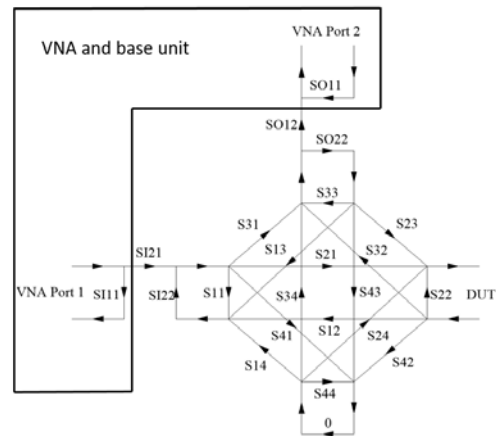 VNA and base unit
VNA Port 2
SO11
SO12
SO22
S33
S31
S23
S13
S32
SI21
S21
VNA Port 1
SI11
SI22
S11
S34
S43
S22
DUT
S12
S41
S24
S14
S42
S44
0